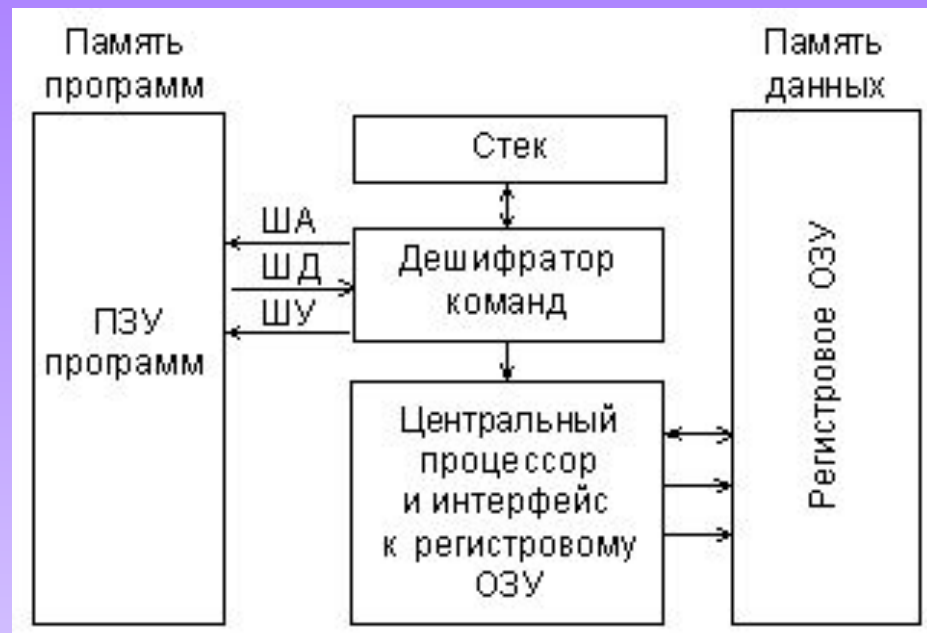 Память
программ
Память
данных
Стек
ША
ШД
ШУ
Дешифратор
команд
ПЗУ
программ
Центральный
процессор
и интерфейс
к регистровому
ОЗУ
Регистровое ОЗУ